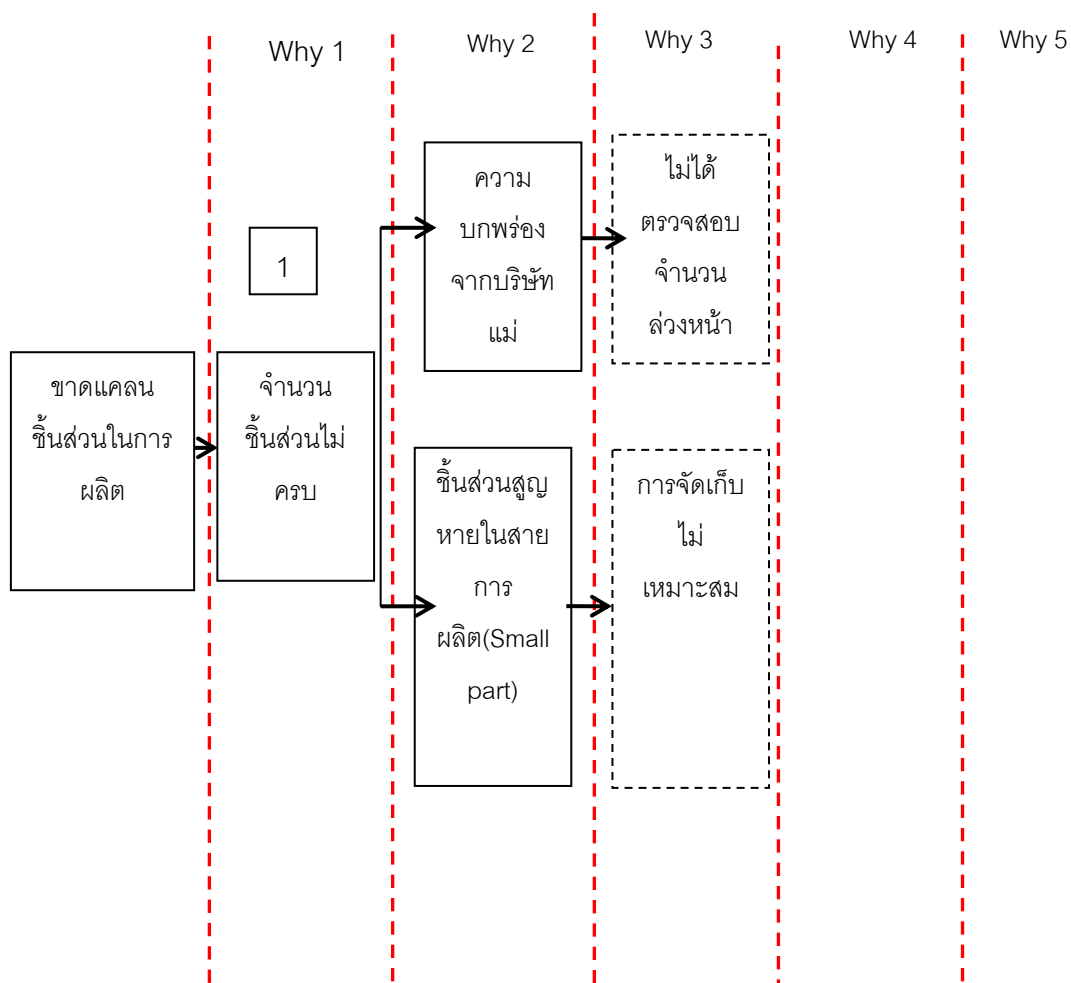 Why 1
Why 2
Why 3
Why 4
Why 5
1
ขาดแคลน
ชิ้นส่วนในการ
ผลิต
จำนวน
ชิ้นส่วนไม่
ครบ
ความ
บกพร่อง
จากบริษัท
แม่
ไม่ได้
ตรวจสอบ
จำนวน
ล่วงหน้า
ชิ้นส่วนสูญ
หายในสาย
การ
ผลิต(Small
part)
การจัดเก็บ
ไม่
เหมาะสม